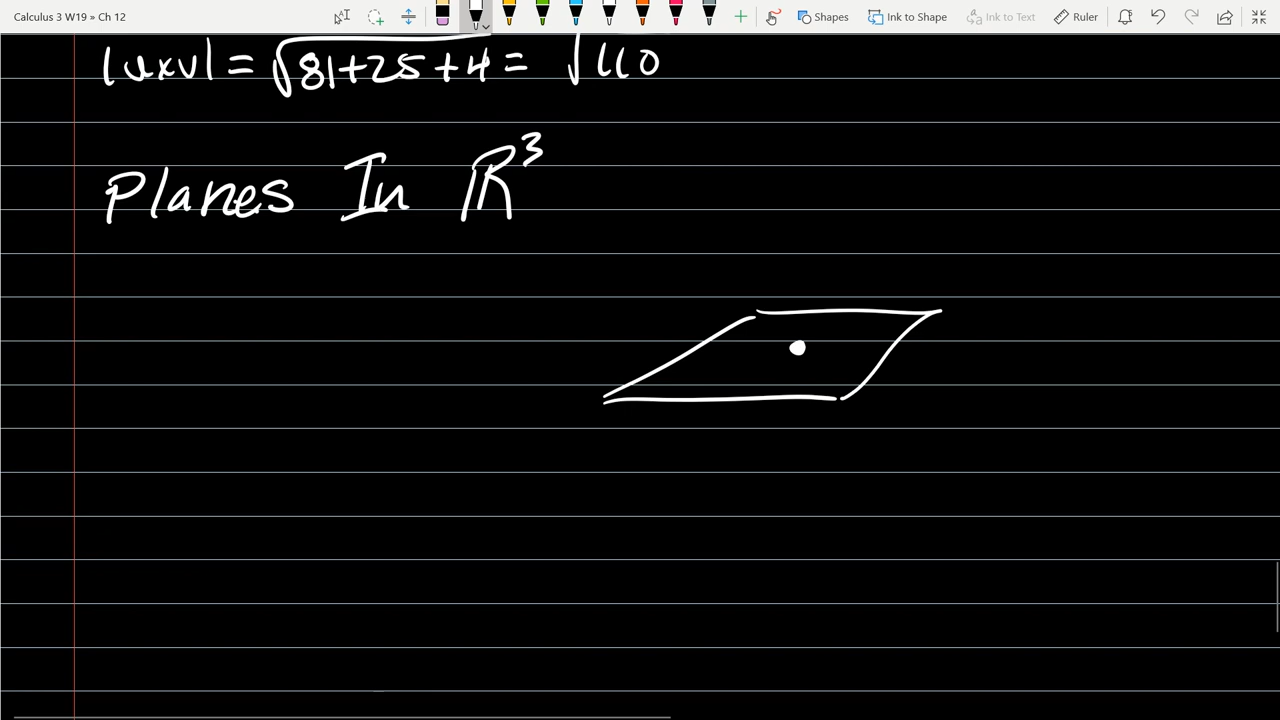 Calculus 3 W19 » Ch 12
Shapes
Ink to Shape
Ink to Text
Ruler
|uxv| = √81+25+4 = √110
Planes In ℝ³